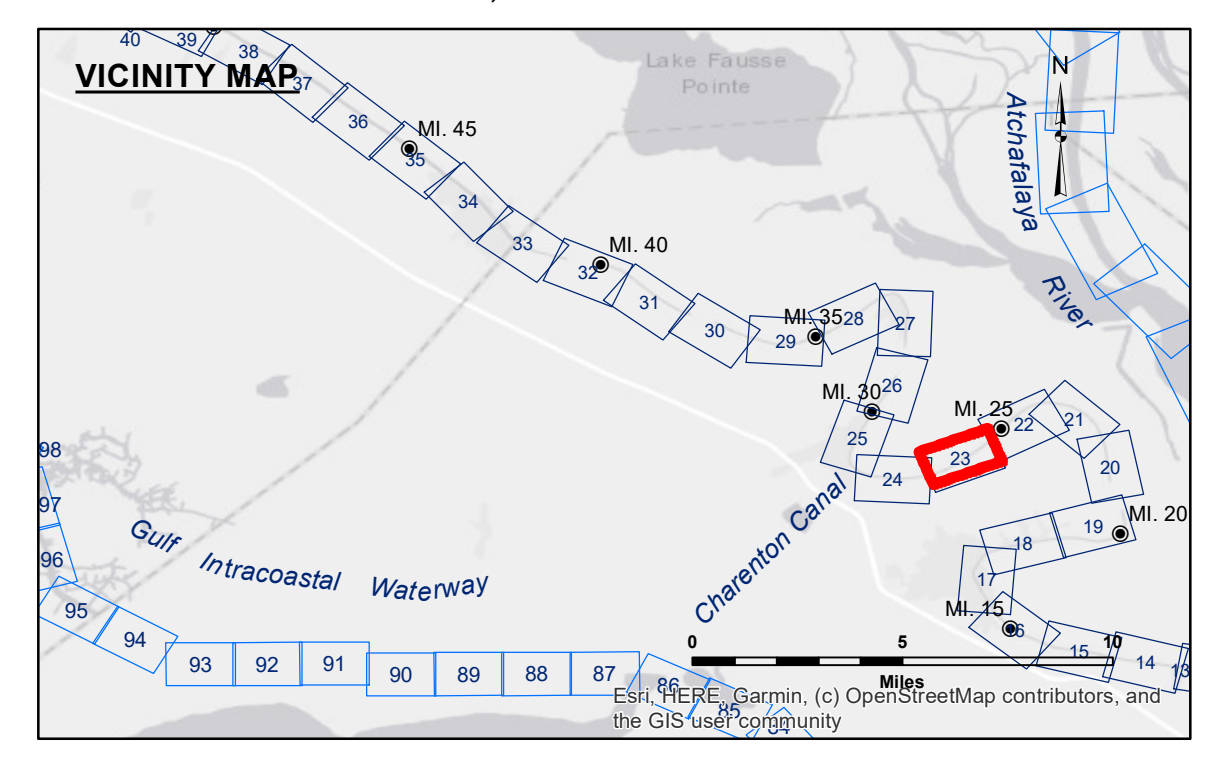 40
39
38
Lake Fausse
Pointe
N
VICINITY MAP
37
36
MI. 45
35
Atchafalaya
34
33
MI. 40
32
31
River
30
MI. 35
29
28
27
26
MI. 30
25
MI. 25
22
21
98
23
20
24
97
Charenton Canal
MI. 20
19
18
96
Gulf Intracoastal Waterway
17
95
MI. 15
94
15
14
13
0 5 10
Miles
93
92
91
90
89
88
87
86
85
84
Esri, HERE, Garmin, (c) OpenStreetMap contributors, and
the GIS user community